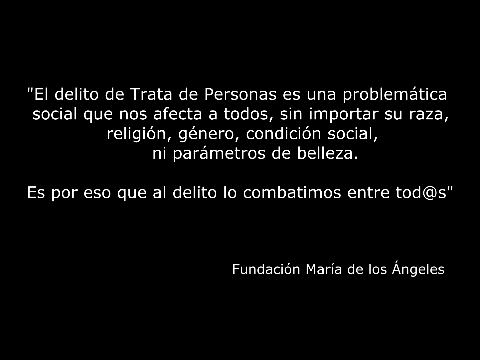 "El delito de Trata de Personas es una problemática
social que nos afecta a todos, sin importar su raza,
religión, género, condición social,
ni parámetros de belleza.
Es por eso que al delito lo combatimos entre tod@s"
Fundación María de los Ángeles